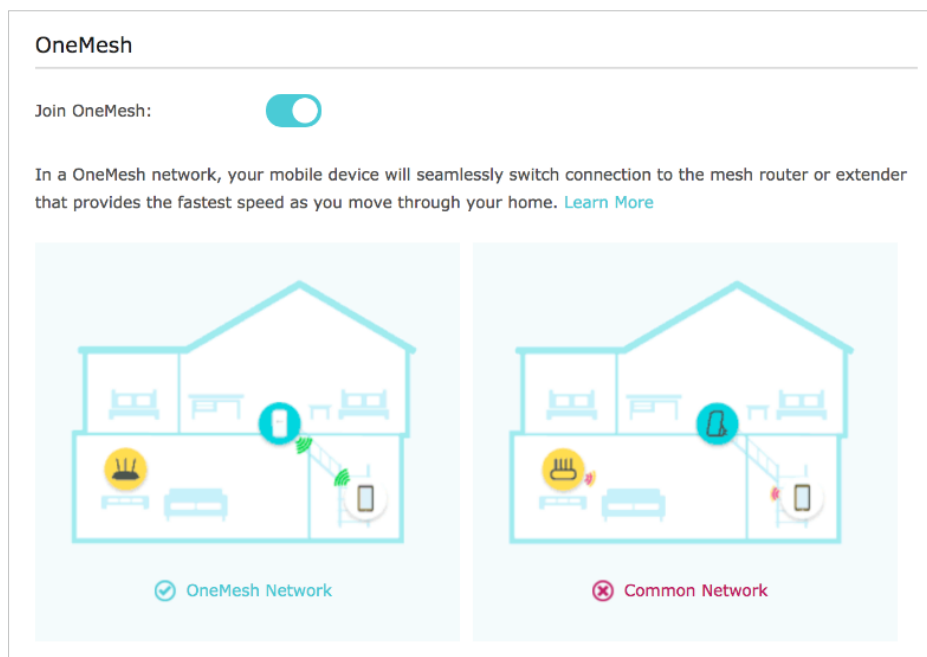 OneMesh
Join OneMesh:
In a OneMesh network, your mobile device will seamlessly switch connection to the mesh router or extender
that provides the fastest speed as you move through your home. Learn More
OneMesh Network
Common Network